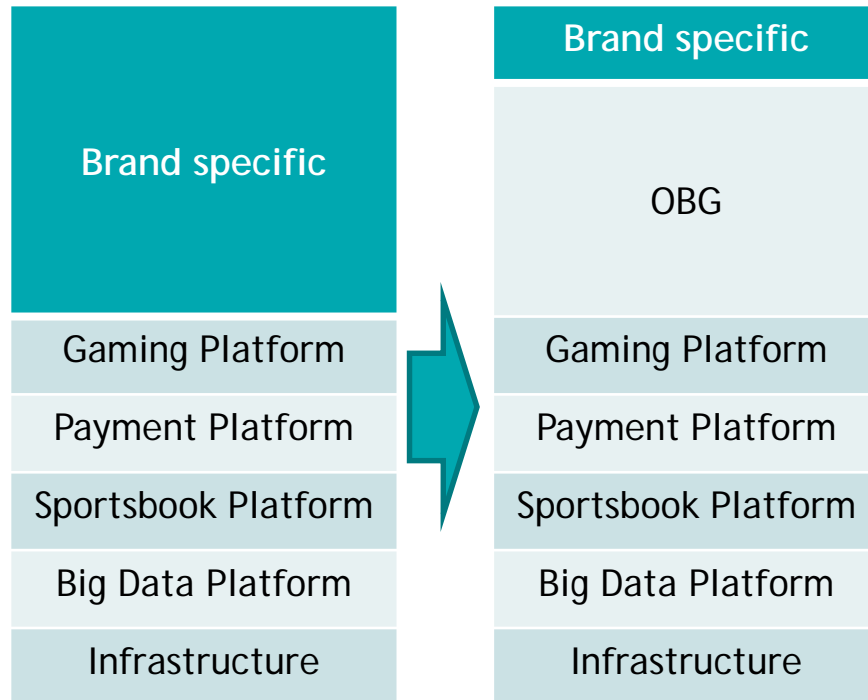 Brand specific
Gaming Platform
Payment Platform
Sportsbook Platform
Big Data Platform
Infrastructure
Brand specific
OBG
Gaming Platform
Payment Platform
Sportsbook Platform
Big Data Platform
Infrastructure